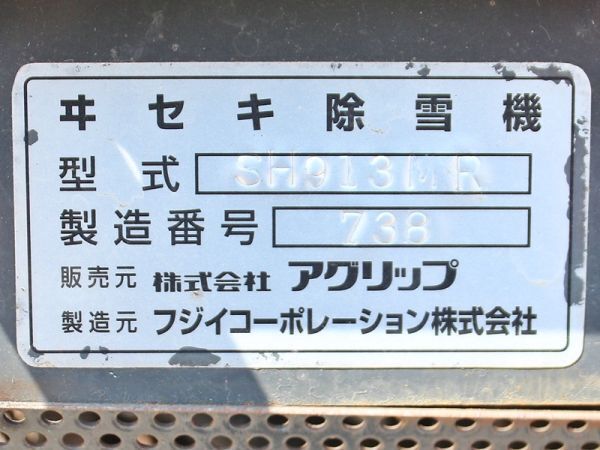 ヰセキ除雪機
型式 SH913MR
製造番号 738
販売元 株式会社 アグリップ
製造元 フジイコーポレーション株式会社